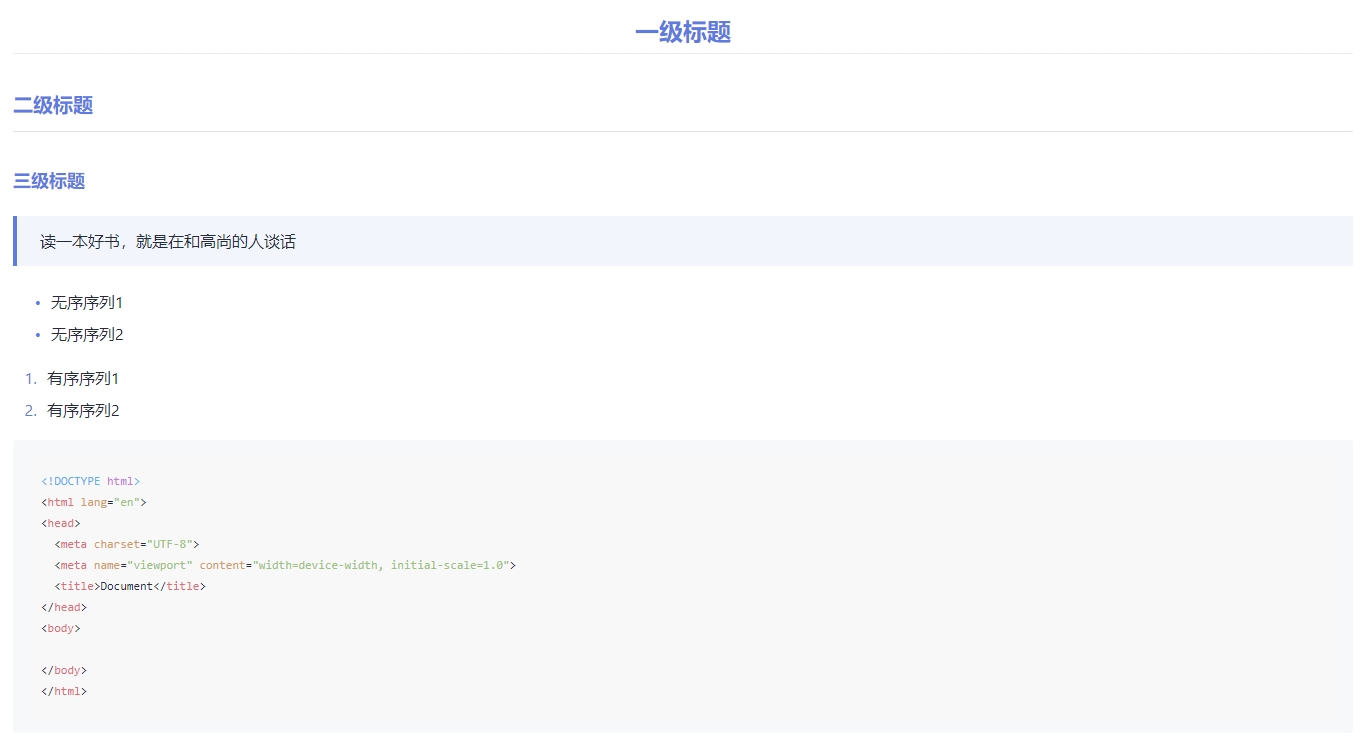 一级标题
二级标题
三级标题
读一本好书，就是在和高尚的人谈话
• 无序序列1
• 无序序列2
1. 有序序列1
2. 有序序列2
<!DOCTYPE html>
<html lang="en">
<head>
  <meta charset="UTF-8">
  <meta name="viewport" content="width=device-width, initial-scale=1.0">
  <title>Document</title>
</head>
<body>
</body>
</html>